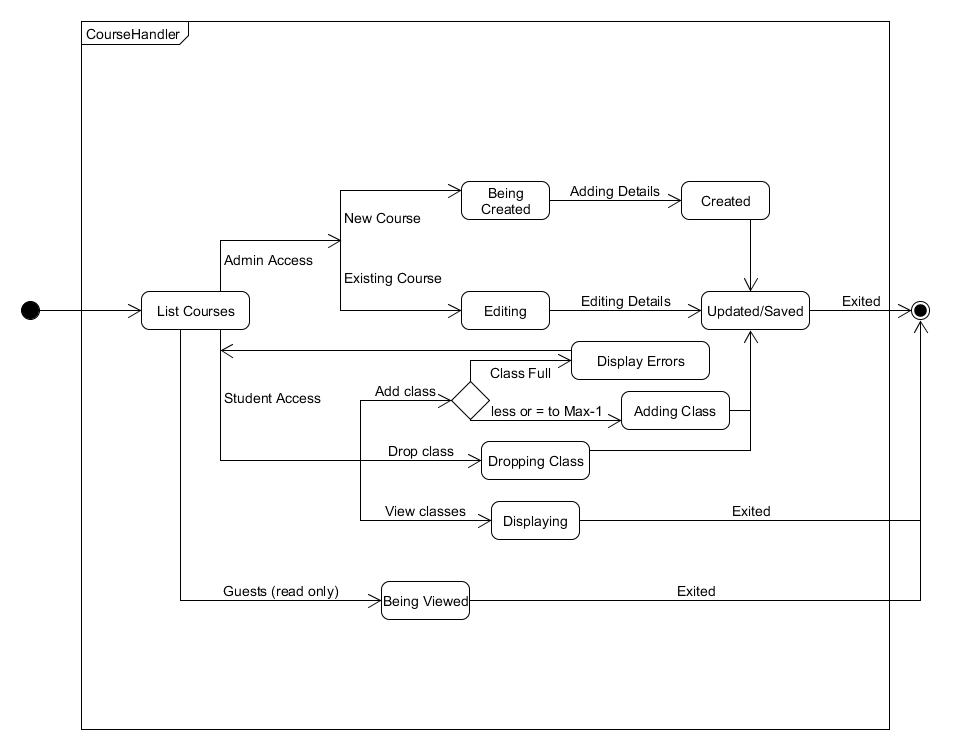 CourseHandler
Being
Created
Adding Details
Created
New Course
Admin Access
Existing Course
List Courses
Editing
Editing Details
Updated/Saved
Exited
Display Errors
Class Full
Student Access
Add class
less or = to Max-1
Adding Class
Drop class
Dropping Class
View classes
Displaying
Exited
Guests (read only)
Being Viewed
Exited